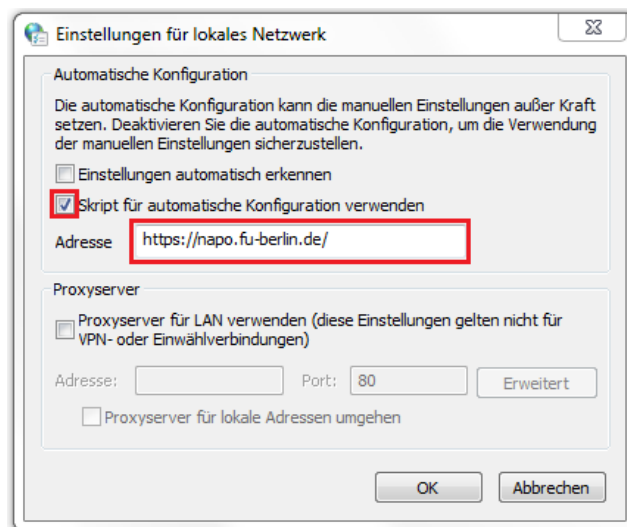 Einstellungen für lokales Netzwerk
Automatische Konfiguration
Die automatische Konfiguration kann die manuellen Einstellungen außer Kraft
setzen. Deaktivieren Sie die automatische Konfiguration, um die Verwendung
der manuellen Einstellungen sicherzustellen.
Einstellungen automatisch erkennen
Skript für automatische Konfiguration verwenden
Adresse https://napo.fu-berlin.de/
Proxyserver
Proxyserver für LAN verwenden (diese Einstellungen gelten nicht für
VPN- oder Einwählverbindungen)
Adresse: Port: 80 Erweitert
Proxyserver für lokale Adressen umgehen
OK Abbrechen